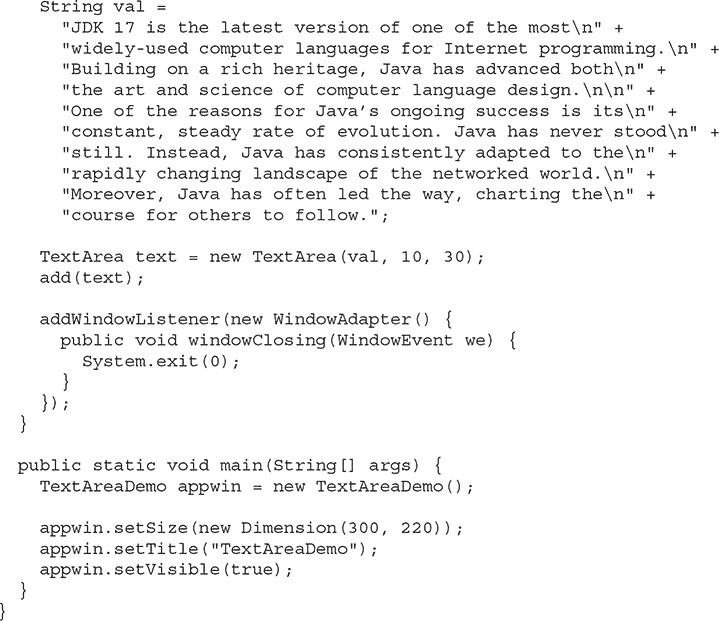 String val =
"JDK 17 is the latest version of one of the most\n" +
"widely-used computer languages for Internet programming.\n" +
"Building on a rich heritage, Java has advanced both\n" +
"the art and science of computer language design.\n\n" +
"One of the reasons for Java’s ongoing success is its\n" +
"constant, steady rate of evolution. Java has never stood\n" +
"still. Instead, Java has consistently adapted to the\n" +
"rapidly changing landscape of the networked world.\n" +
"Moreover, Java has often led the way, charting the\n" +
"course for others to follow.";
TextArea text = new TextArea(val, 10, 30);
add(text);
addWindowListener(new WindowAdapter() {
public void windowClosing(WindowEvent we) {
System.exit(0);
}
});
}
public static void main(String[] args) {
TextAreaDemo appwin = new TextAreaDemo();
appwin.setSize(new Dimension(300, 220));
appwin.setTitle("TextAreaDemo");
appwin.setVisible(true);
}
}